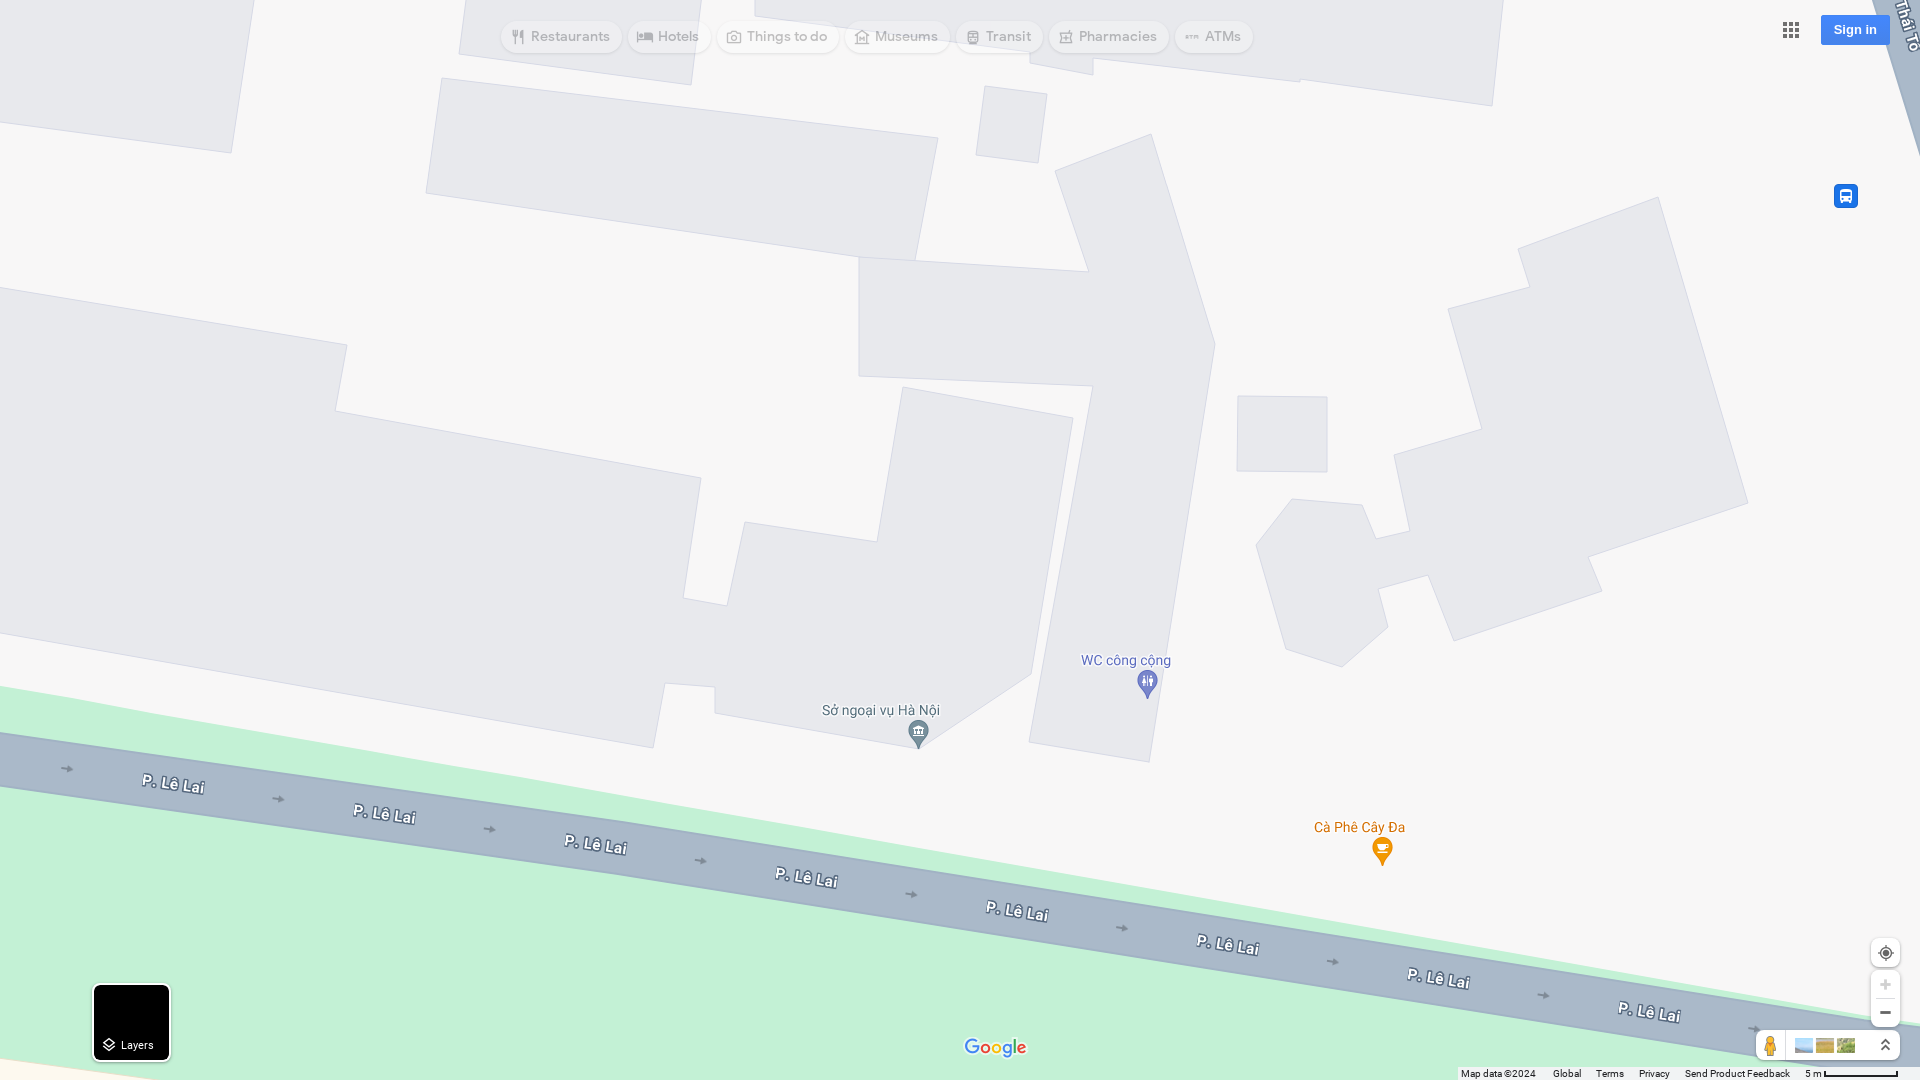 Restaurants
Hotels
Things to do
Museums
Transit
Pharmacies
ATMs
Sign in
Thái Tổ
WC công cộng
Sở ngoại vụ Hà Nội
Cà Phê Cây Đa
P. Lê Lai
P. Lê Lai
P. Lê Lai
P. Lê Lai
P. Lê Lai
P. Lê Lai
P. Lê Lai
P. Lê Lai
Layers
Google
Map data ©2024 Global Terms Privacy Send Product Feedback 5 m